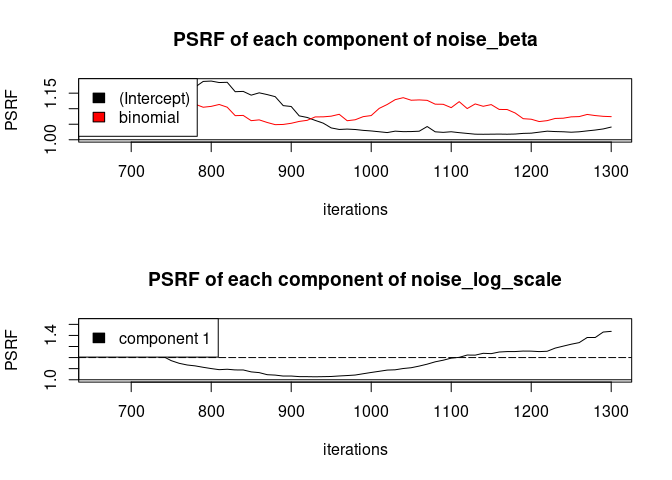 PSRF of each component of noise_beta
PSRF
1.15
1.00
(Intercept)
binomial
700 800 900 1000 1100 1200 1300
iterations
PSRF of each component of noise_log_scale
PSRF
1.4
1.0
component 1
700 800 900 1000 1100 1200 1300
iterations